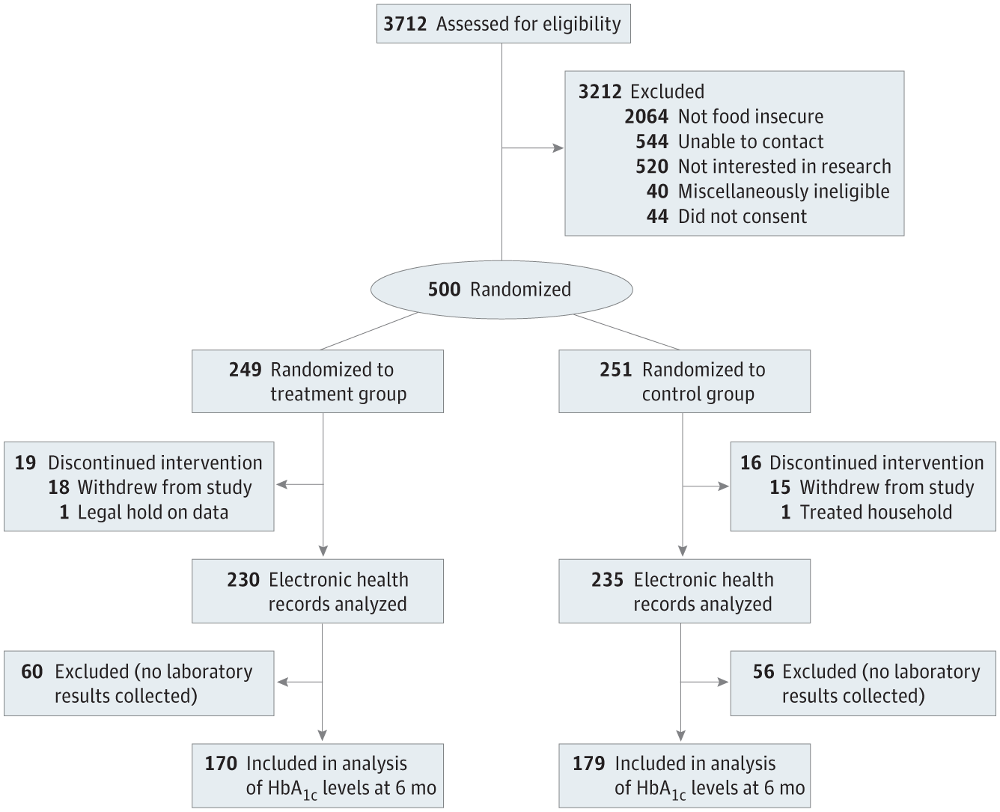 3712 Assessed for eligibility
3212 Excluded
2064 Not food insecure
544 Unable to contact
520 Not interested in research
40 Miscellaneously ineligible
44 Did not consent
500 Randomized
249 Randomized to
treatment group
251 Randomized to
control group
19 Discontinued intervention
18 Withdrew from study
1 Legal hold on data
16 Discontinued intervention
15 Withdrew from study
1 Treated household
230 Electronic health
records analyzed
235 Electronic health
records analyzed
60 Excluded (no laboratory
results collected)
56 Excluded (no laboratory
results collected)
170 Included in analysis
of HbA1c levels at 6 mo
179 Included in analysis
of HbA1c levels at 6 mo